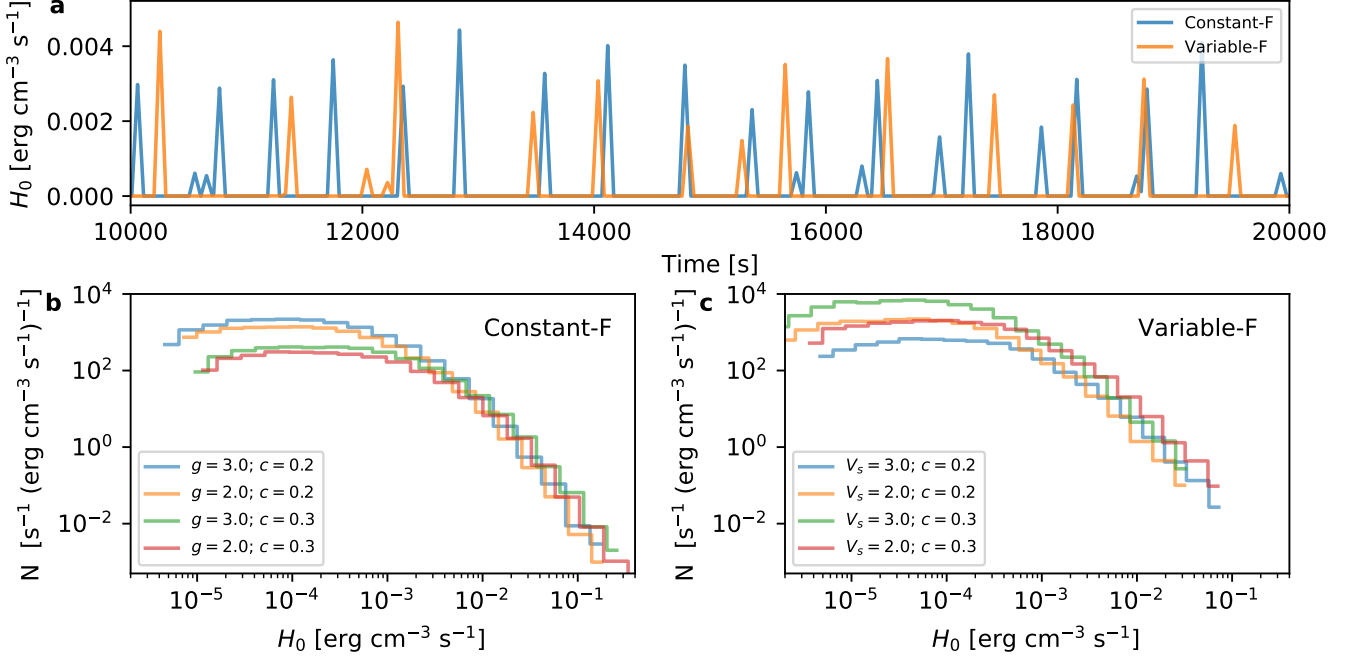 a
H₀ [erg cm⁻³ s⁻¹]
0.004
0.002
0.000
Constant-F
Variable-F
10000 12000 14000 16000 18000 20000
Time [s]
b
N [s⁻¹ (erg cm⁻³ s⁻¹)⁻¹]
10⁴
10²
10⁰
10⁻²
Constant-F
g = 3.0; c = 0.2
g = 2.0; c = 0.2
g = 3.0; c = 0.3
g = 2.0; c = 0.3
10⁻⁵ 10⁻⁴ 10⁻³ 10⁻² 10⁻¹
H₀ [erg cm⁻³ s⁻¹]
c
N [s⁻¹ (erg cm⁻³ s⁻¹)⁻¹]
10⁴
10²
10⁰
10⁻²
Variable-F
Vₛ = 3.0; c = 0.2
Vₛ = 2.0; c = 0.2
Vₛ = 3.0; c = 0.3
Vₛ = 2.0; c = 0.3
10⁻⁵ 10⁻⁴ 10⁻³ 10⁻² 10⁻¹
H₀ [erg cm⁻³ s⁻¹]